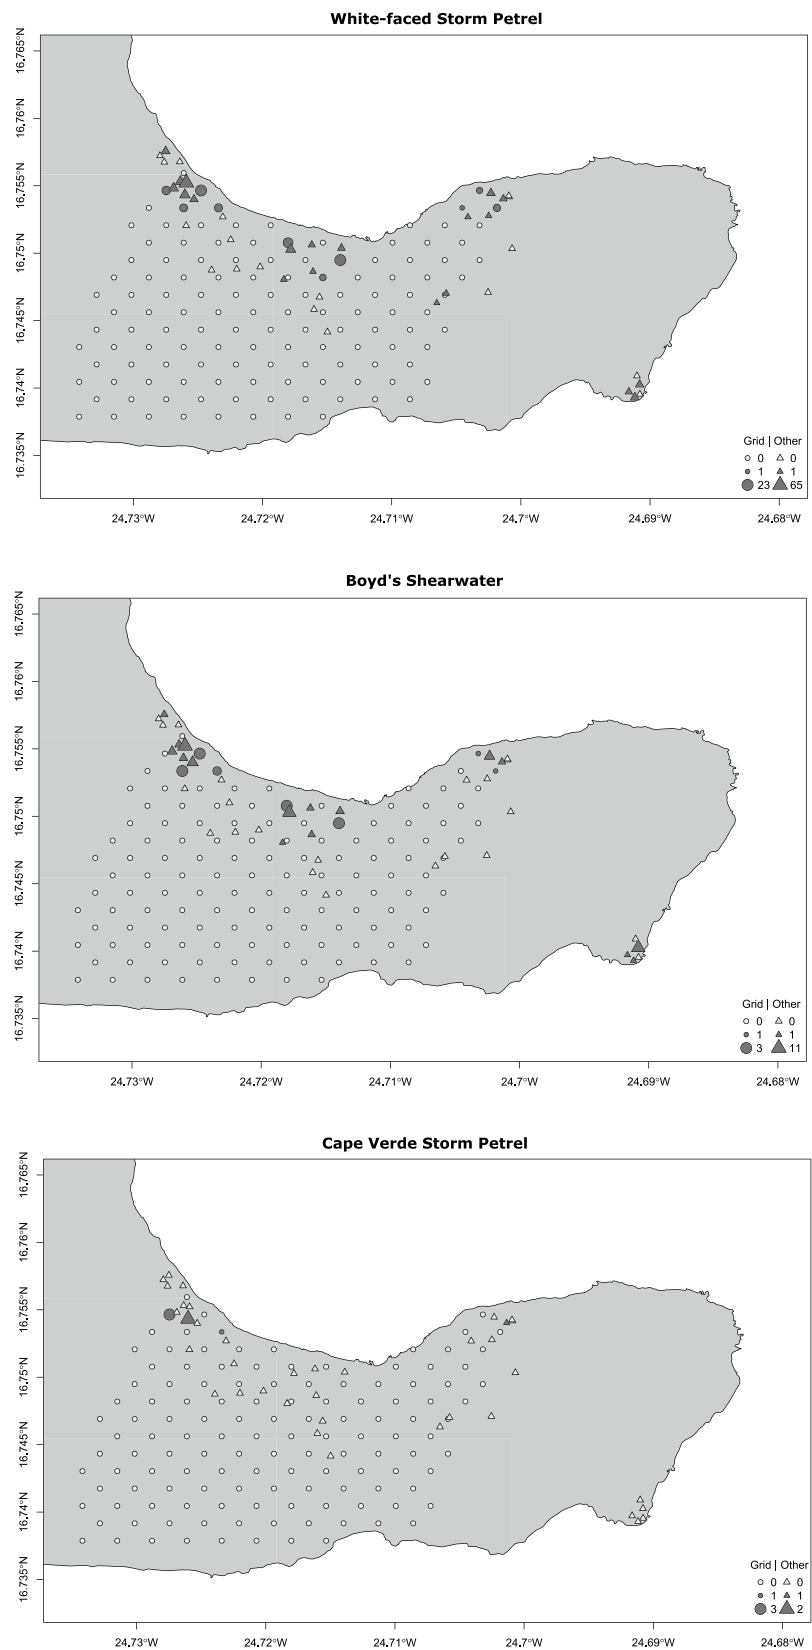 White-faced Storm Petrel
16.765°N
16.76°N
16.755°N
16.75°N
16.745°N
16.74°N
16.735°N
Grid | Other
0 0
1 1
23 65
24.73°W 24.72°W 24.71°W 24.7°W 24.69°W 24.68°W
Boyd's Shearwater
16.765°N
16.76°N
16.755°N
16.75°N
16.745°N
16.74°N
16.735°N
Grid | Other
0 0
1 1
3 11
24.73°W 24.72°W 24.71°W 24.7°W 24.69°W 24.68°W
Cape Verde Storm Petrel
16.765°N
16.76°N
16.755°N
16.75°N
16.745°N
16.74°N
16.735°N
Grid | Other
0 0
1 1
3 2
24.73°W 24.72°W 24.71°W 24.7°W 24.69°W 24.68°W